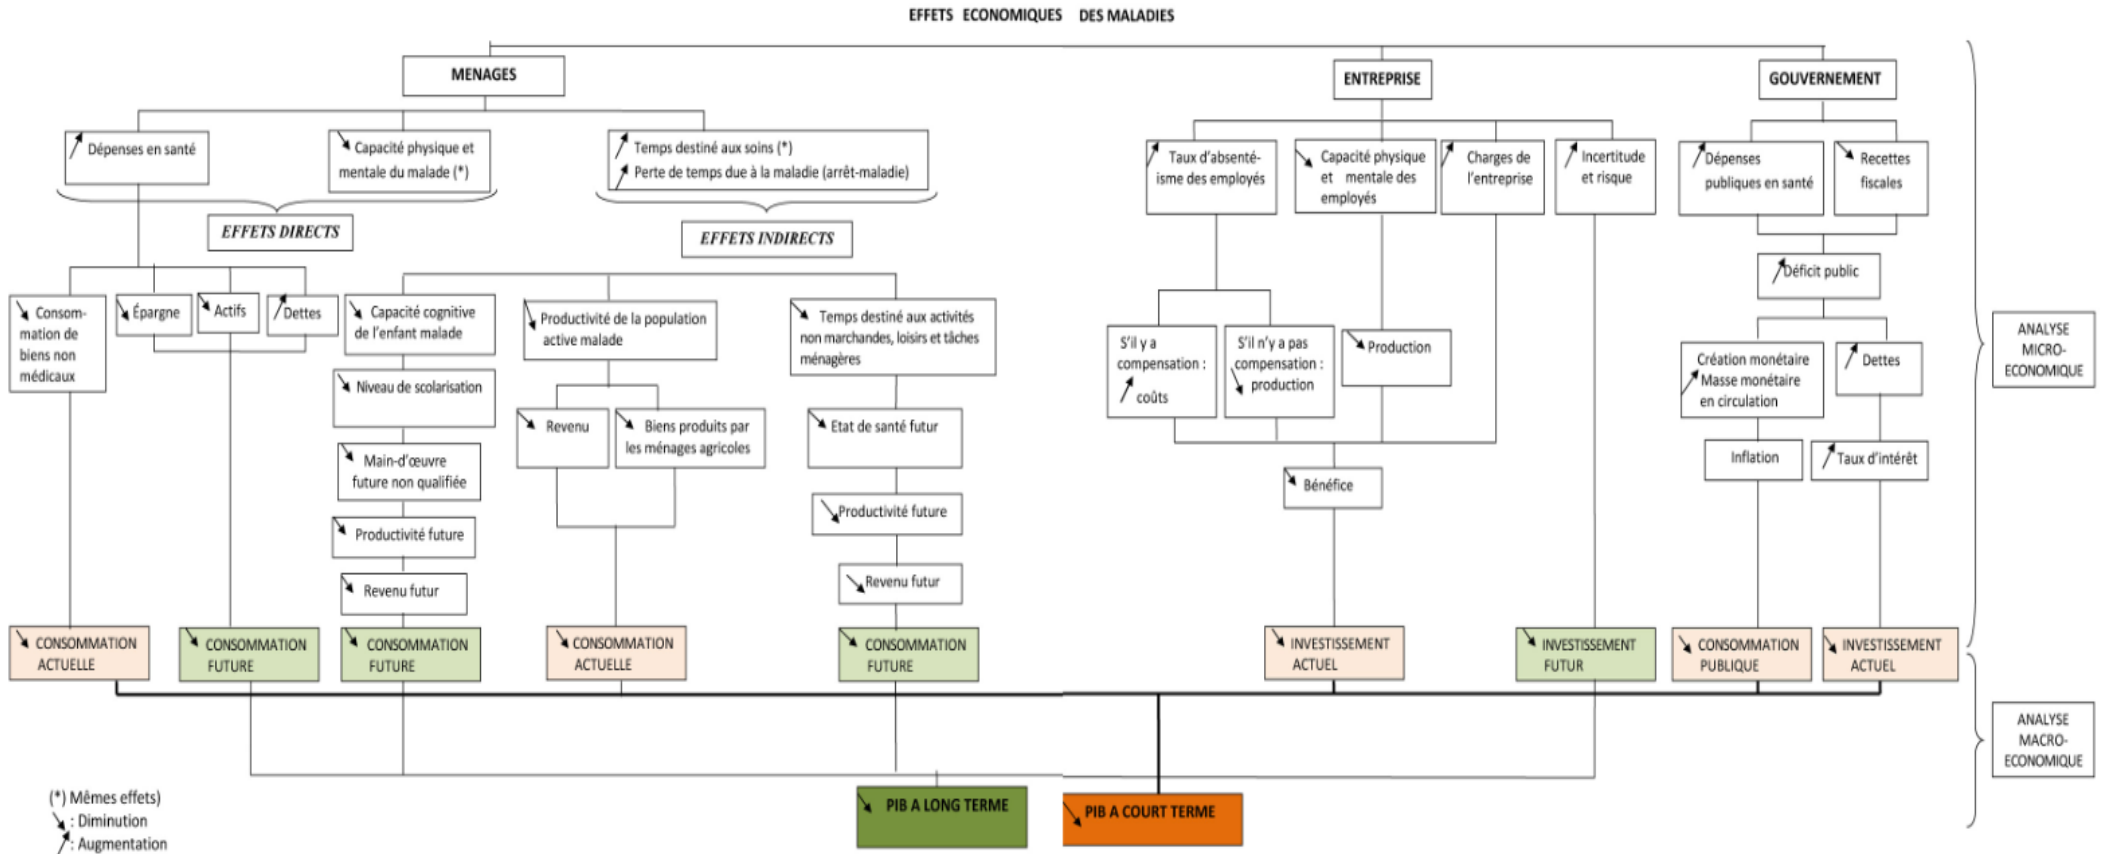 EFFETS ECONOMIQUES DES MALADIES
MENAGES
ENTREPRISE
GOUVERNEMENT
Dépenses en santé
Capacité physique et
mentale du malade (*)
Temps destiné aux soins (*)
Perte de temps due à la maladie (arrêt-maladie)
Taux d'absenté-
isme des employés
Capacité physique
et mentale des
employés
Charges de
l'entreprise
Incertitude
et risque
Dépenses
publiques en santé
Recettes
fiscales
EFFETS DIRECTS
EFFETS INDIRECTS
Déficit public
Consom-
mation de
biens non
médicaux
Épargne
Actifs
Dettes
Capacité cognitive
de l'enfant malade
Productivité de la population
active malade
Temps destiné aux activités
non marchandes, loisirs et tâches
ménagères
S'il y a
compensation :
coûts
S'il n'y a pas
compensation :
production
Production
Création monétaire
Masse monétaire
en circulation
Dettes
ANALYSE
MICRO-
ECONOMIQUE
Niveau de scolarisation
Revenu
Biens produits par
les ménages agricoles
Etat de santé futur
Main-d'œuvre
future non qualifiée
Bénéfice
Inflation
Taux d'intérêt
Productivité future
Productivité future
Revenu futur
Revenu futur
CONSOMMATION
ACTUELLE
CONSOMMATION
FUTURE
CONSOMMATION
FUTURE
CONSOMMATION
ACTUELLE
CONSOMMATION
FUTURE
INVESTISSEMENT
ACTUEL
INVESTISSEMENT
FUTUR
CONSOMMATION
PUBLIQUE
INVESTISSEMENT
ACTUEL
ANALYSE
MACRO-
ECONOMIQUE
PIB A LONG TERME
PIB A COURT TERME
(*) Mêmes effets)
: Diminution
: Augmentation